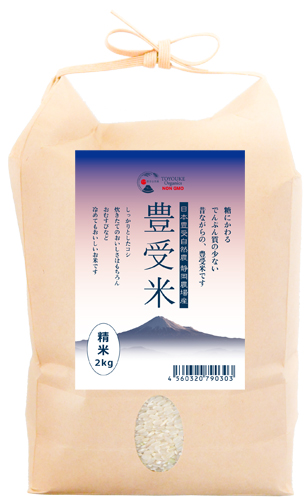 TOYOUKE
Organics
NON GMO
糖にかわる
でんぷん質の少ない
昔ながらの、豊受米です
日本豊受自然農 静岡農場産
豊受米
しっかりとしたコシ
炊きたてのおいしさはもちろん
おむすびなど
冷めてもおいしいお米です
精米
2kg
4 560320 790303